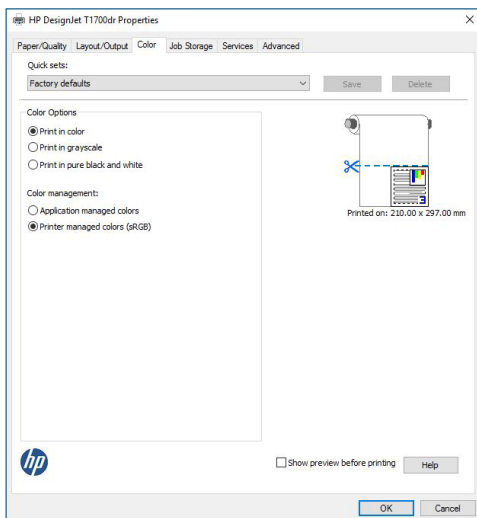 HP DesignJet T1700dr Properties
Paper/Quality Layout/Output Color Job Storage Services Advanced
Quick sets:
Factory defaults
Save Delete
Color Options
Print in color
Print in grayscale
Print in pure black and white
Color management:
Application managed colors
Printer managed colors (sRGB)
3
Printed on: 210.00 x 297.00 mm
hp
Show preview before printing
Help
OK Cancel